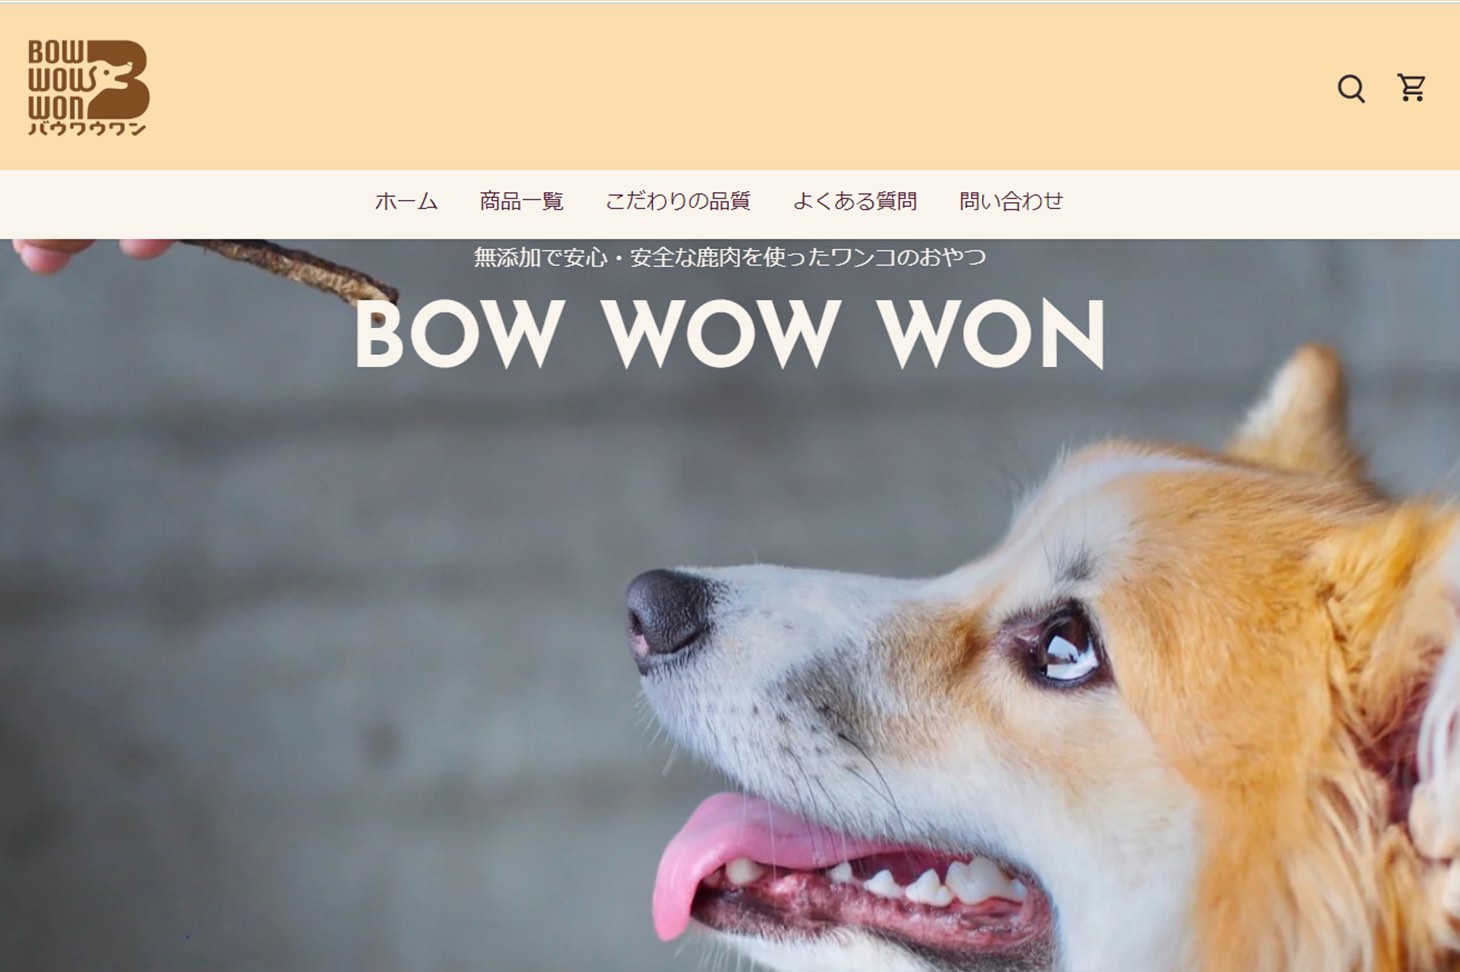 BOW
WOW
WON
バウワウワン
ホーム 商品一覧 こだわりの品質 よくある質問 問い合わせ
無添加で安心・安全な鹿肉を使ったワンコのおやつ
BOW WOW WON